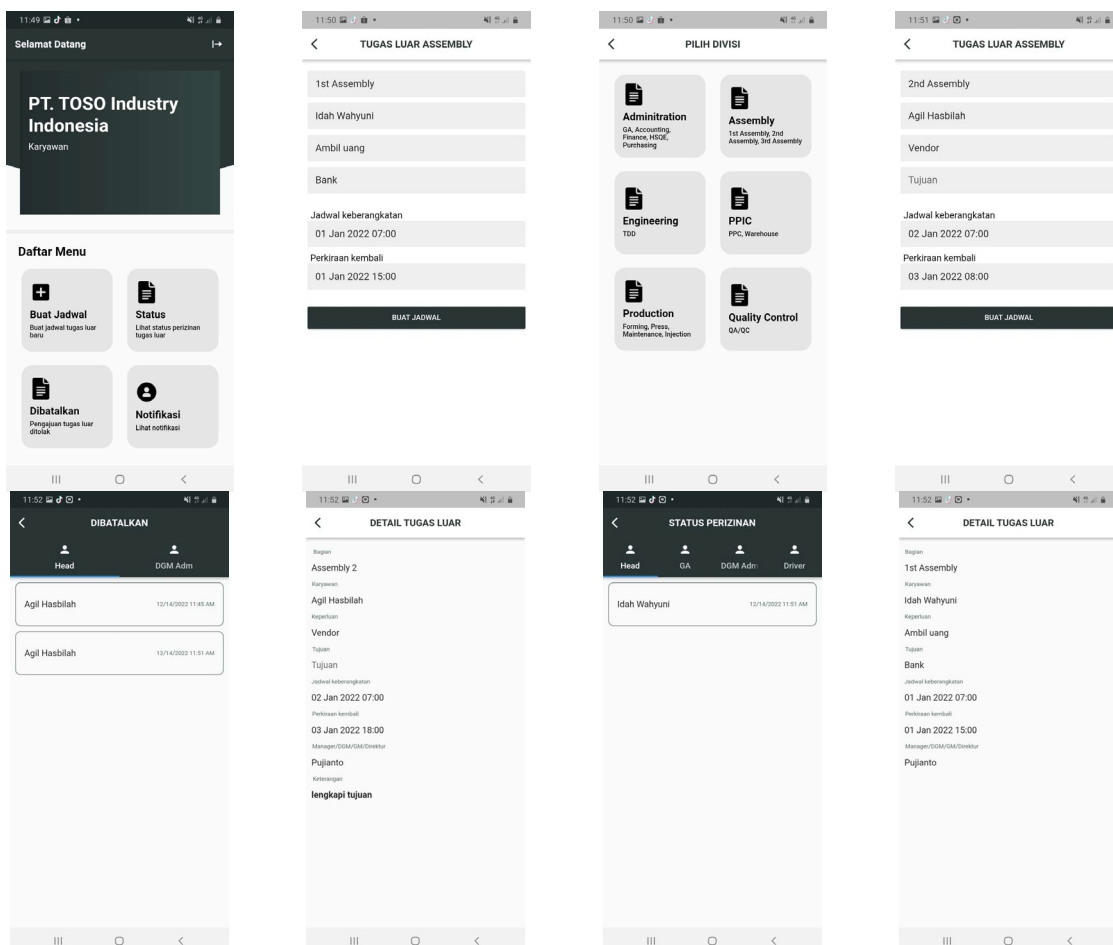 11:49
Selamat Datang
PT. TOSO Industry
Indonesia
Karyawan
Daftar Menu
Buat Jadwal
Buat jadwal tugas luar
baru
Status
Lihat status perizinan
tugas luar
Dibatalkan
Pengajuan tugas luar
ditolak
Notifikasi
Lihat notifikasi
11:50
TUGAS LUAR ASSEMBLY
1st Assembly
Idah Wahyuni
Ambil uang
Bank
Jadwal keberangkatan
01 Jan 2022 07:00
Perkiraan kembali
01 Jan 2022 15:00
BUAT JADWAL
11:50
PILIH DIVISI
Adminitration
GA, Accounting,
Finance, HSQE,
Purchasing
Assembly
1st Assembly, 2nd
Assembly, 3rd Assembly
Engineering
TDD
PPIC
PPC, Warehouse
Production
Forming, Press,
Maintenance, Injection
Quality Control
QA/QC
11:51
TUGAS LUAR ASSEMBLY
2nd Assembly
Agil Hasbilah
Vendor
Tujuan
Jadwal keberangkatan
02 Jan 2022 07:00
Perkiraan kembali
03 Jan 2022 08:00
BUAT JADWAL
11:52
DIBATALKAN
Head
DGM Adm
Agil Hasbilah
12/14/2022 11:45 AM
Agil Hasbilah
12/14/2022 11:51 AM
11:52
DETAIL TUGAS LUAR
Bagian
Assembly 2
Karyawan
Agil Hasbilah
Keperluan
Vendor
Tujuan
Tujuan
Jadwal keberangkatan
02 Jan 2022 07:00
Perkiraan kembali
03 Jan 2022 18:00
Manager/DGM/GM/Direktur
Pujianto
Keterangan
lengkapi tujuan
11:52
STATUS PERIZINAN
Head
GA
DGM Adm
Driver
Idah Wahyuni
12/14/2022 11:51 AM
11:52
DETAIL TUGAS LUAR
Bagian
1st Assembly
Karyawan
Idah Wahyuni
Keperluan
Ambil uang
Tujuan
Bank
Jadwal keberangkatan
01 Jan 2022 07:00
Perkiraan kembali
01 Jan 2022 15:00
Manager/DGM/GM/Direktur
Pujianto